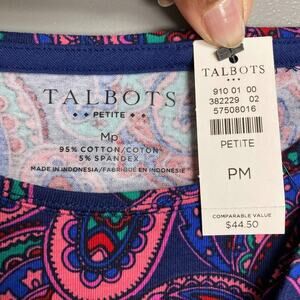 TALBOTS
PETITE
Mp
95% COTTON/COTON
5% SPANDEX
MADE IN INDONESIA/FABRIQUÉ EN INDONÉSIE
TALBOTS
910 01 00
382229 02
57508016
PETITE
PM
COMPARABLE VALUE
$44.50